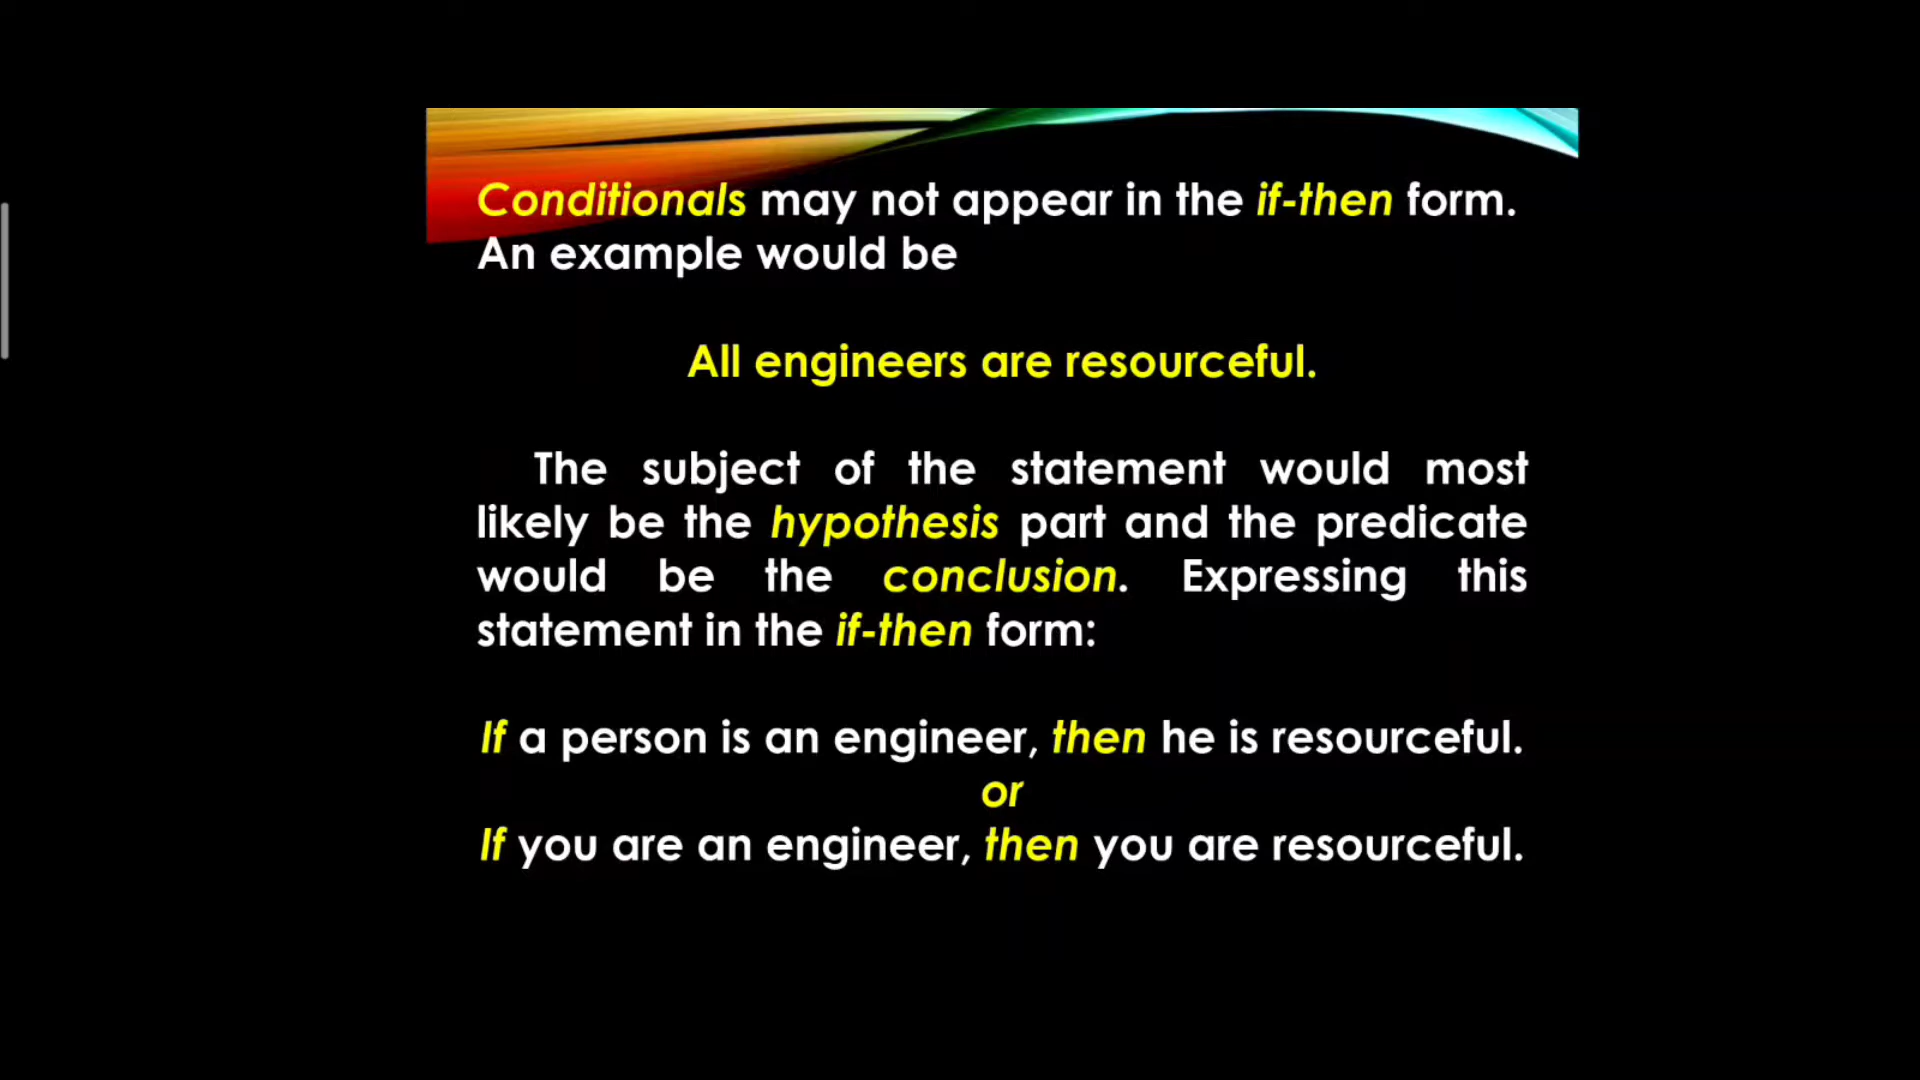 Conditionals may not appear in the if-then form.
An example would be
All engineers are resourceful.
The subject of the statement would most
likely be the hypothesis part and the predicate
would be the conclusion. Expressing this
statement in the if-then form:
If a person is an engineer, then he is resourceful.
or
If you are an engineer, then you are resourceful.